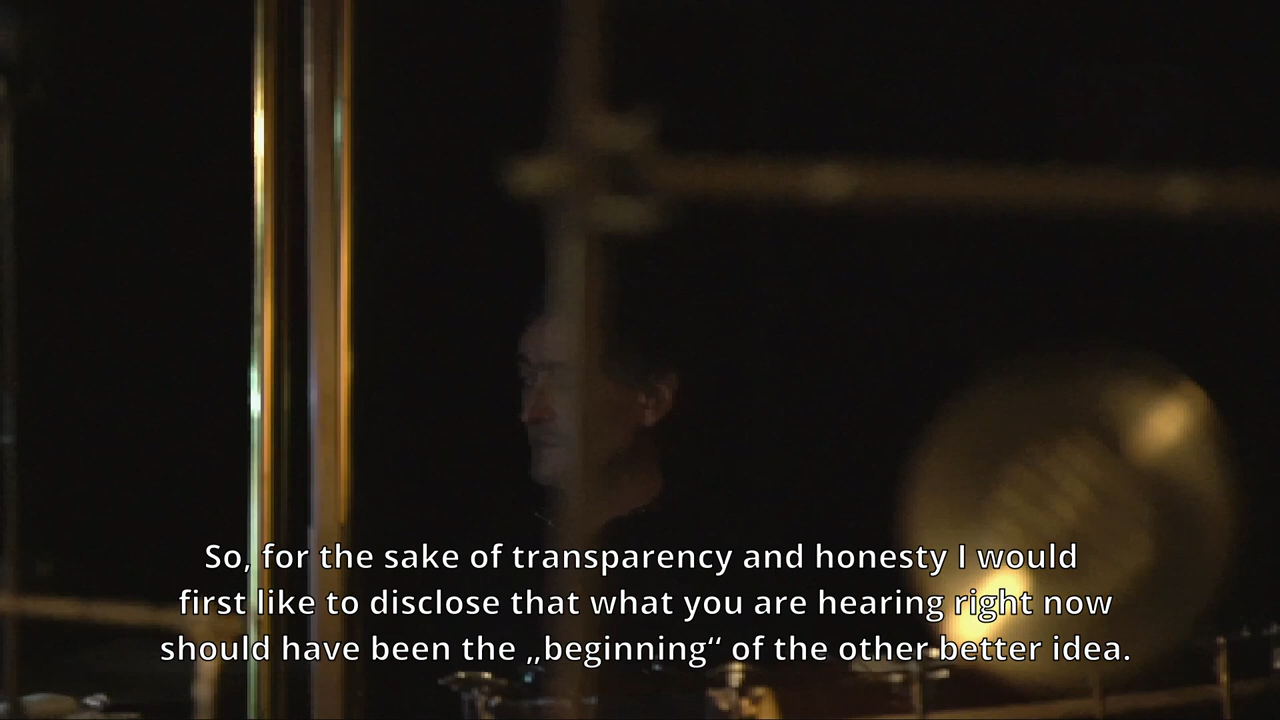 So, for the sake of transparency and honesty I would
first like to disclose that what you are hearing right now
should have been the „beginning“ of the other better idea.